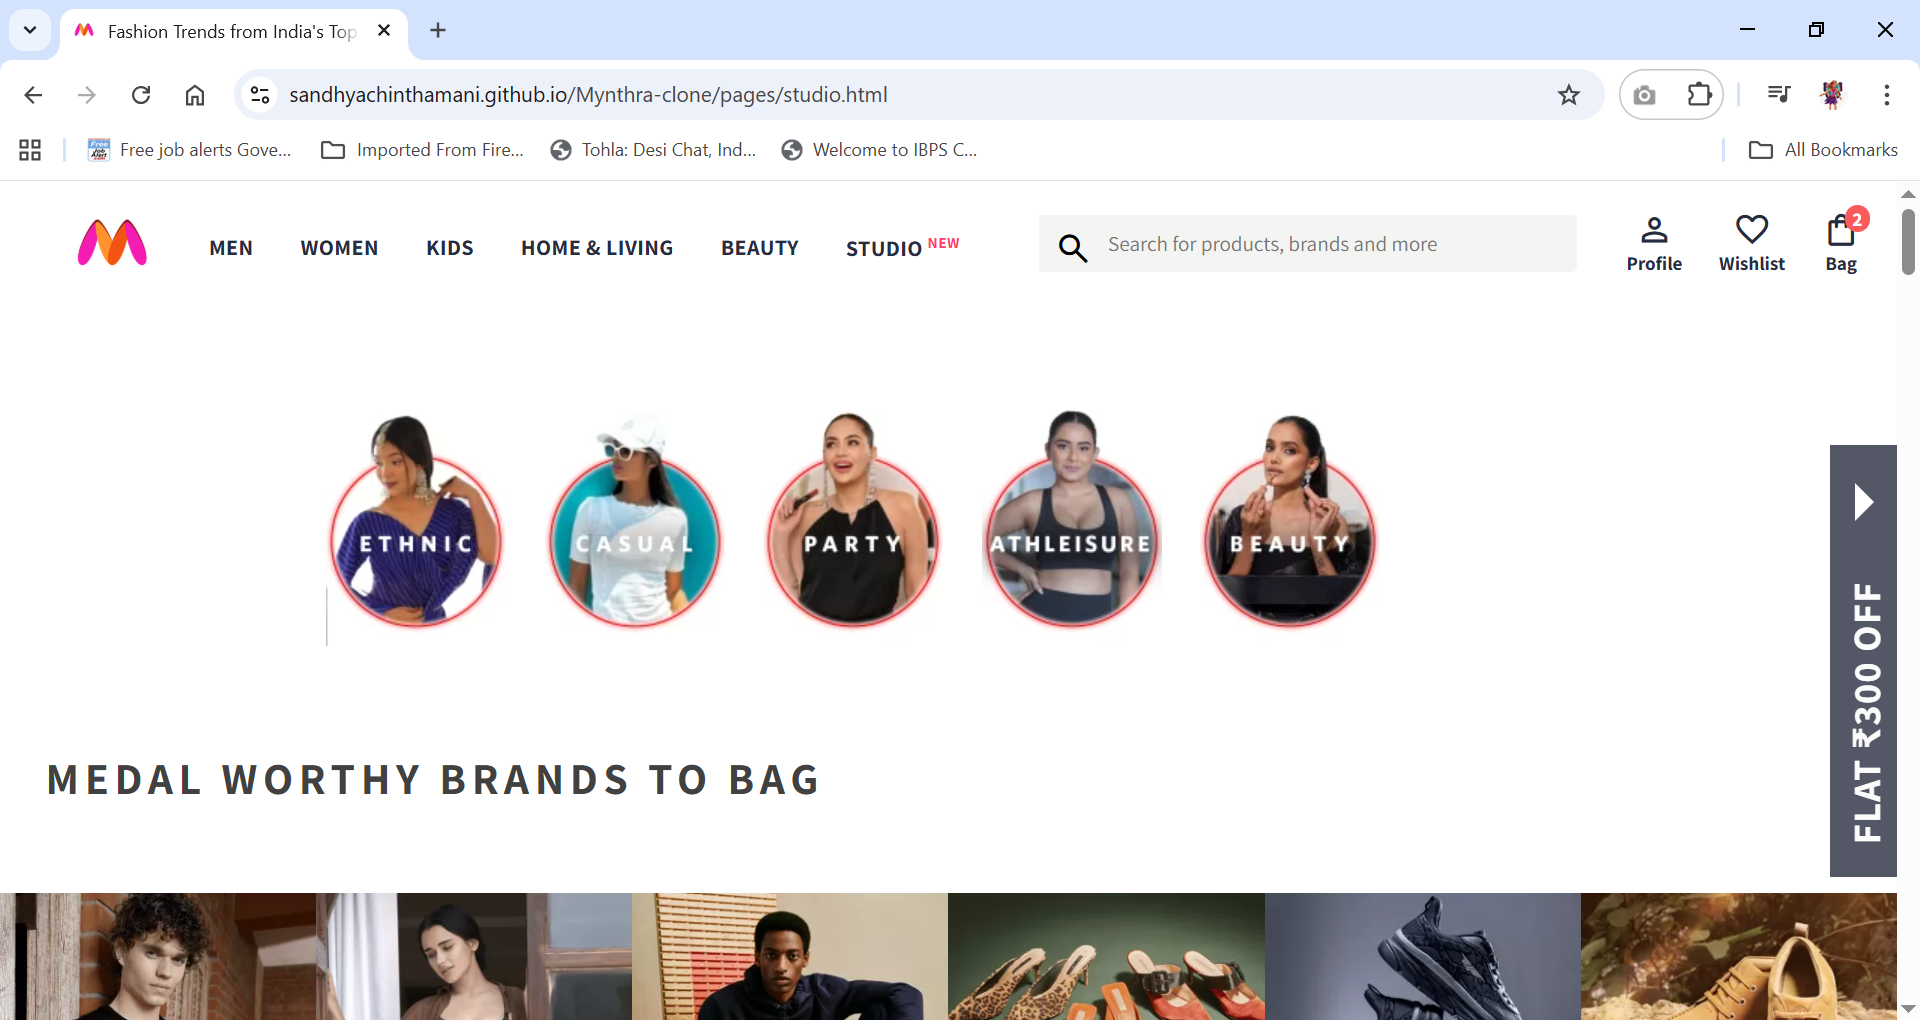 Fashion Trends from India's Top
sandhyachinthamani.github.io/Mynthra-clone/pages/studio.html
Free job alerts Gove...
Imported From Fire...
Tohla: Desi Chat, Ind...
Welcome to IBPS C...
All Bookmarks
MEN
WOMEN
KIDS
HOME & LIVING
BEAUTY
STUDIO NEW
Search for products, brands and more
Profile
Wishlist
2
Bag
ETHNIC
CASUAL
PARTY
ATHLEISURE
BEAUTY
FLAT ₹300 OFF
MEDAL WORTHY BRANDS TO BAG